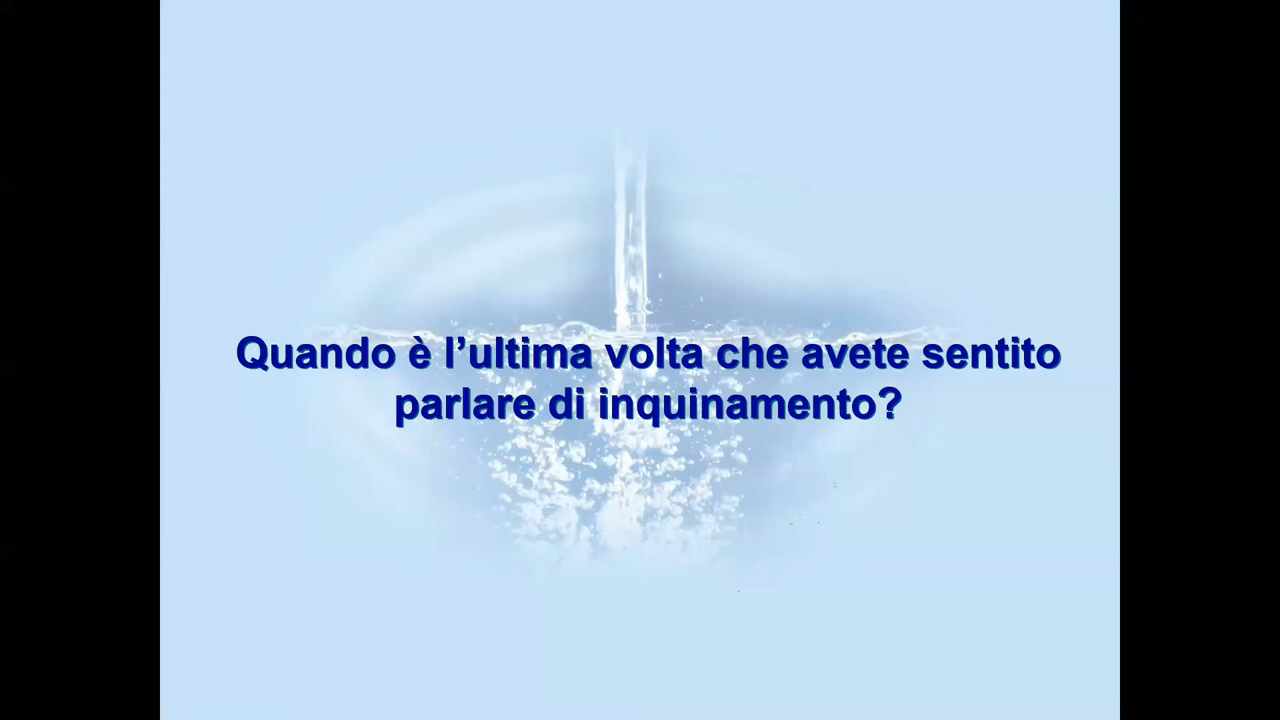 Quando è l’ultima volta che avete sentito
parlare di inquinamento?